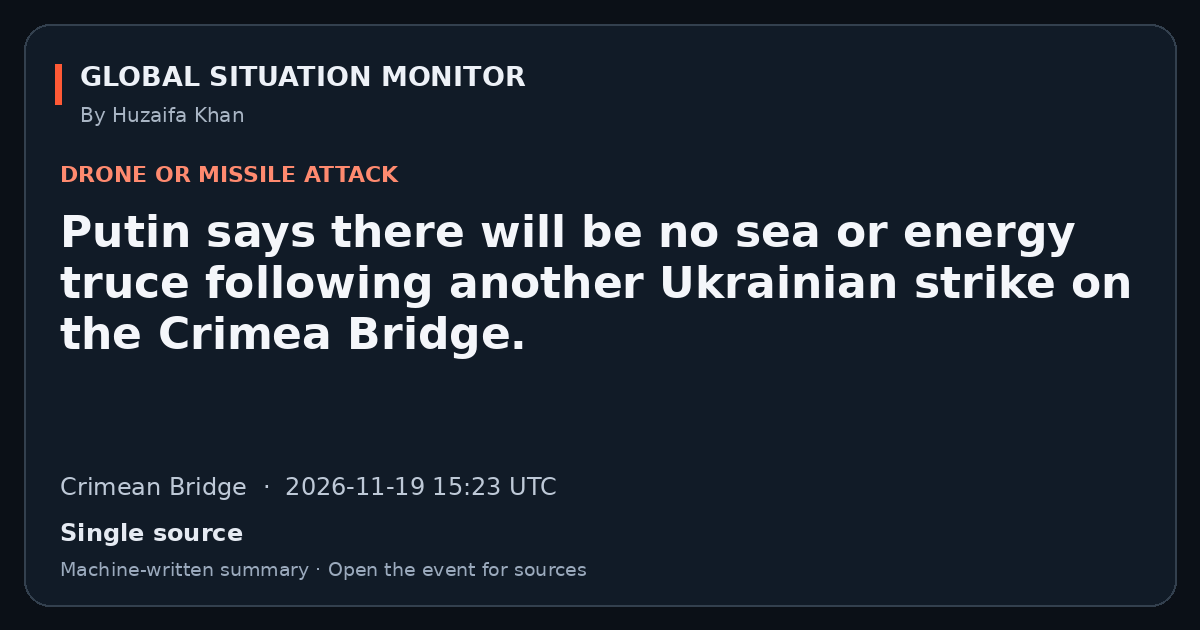 GLOBAL SITUATION MONITOR
By Huzaifa Khan
DRONE OR MISSILE ATTACK
Putin says there will be no sea or energy
truce following another Ukrainian strike on
the Crimea Bridge.
Crimean Bridge · 2026-11-19 15:23 UTC
Single source
Machine-written summary · Open the event for sources